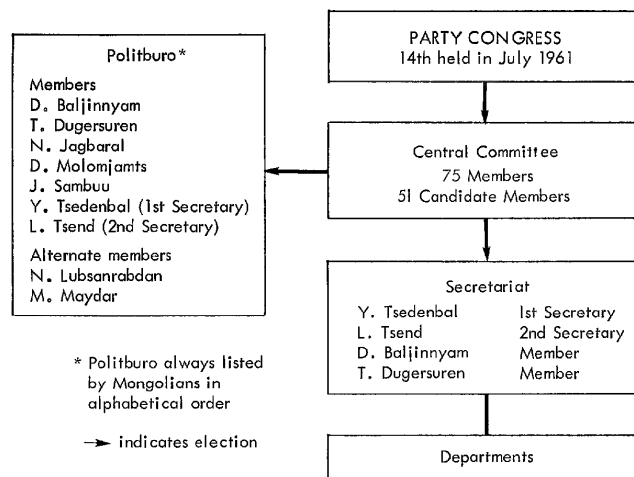 Politburo*
Members
D. Baljinnyam
T. Dugersuren
N. Jagbaral
D. Molomjamts
J. Sambuu
Y. Tsedenbal (1st Secretary)
L. Tsend (2nd Secretary)
Alternate members
N. Lubsanrabdan
M. Maydar
* Politburo always listed
by Mongolians in
alphabetical order
→ indicates election
PARTY CONGRESS
14th held in July 1961
Central Committee
75 Members
51 Candidate Members
Secretariat
Y. Tsedenbal 1st Secretary
L. Tsend 2nd Secretary
D. Baljinnyam Member
T. Dugersuren Member
Departments